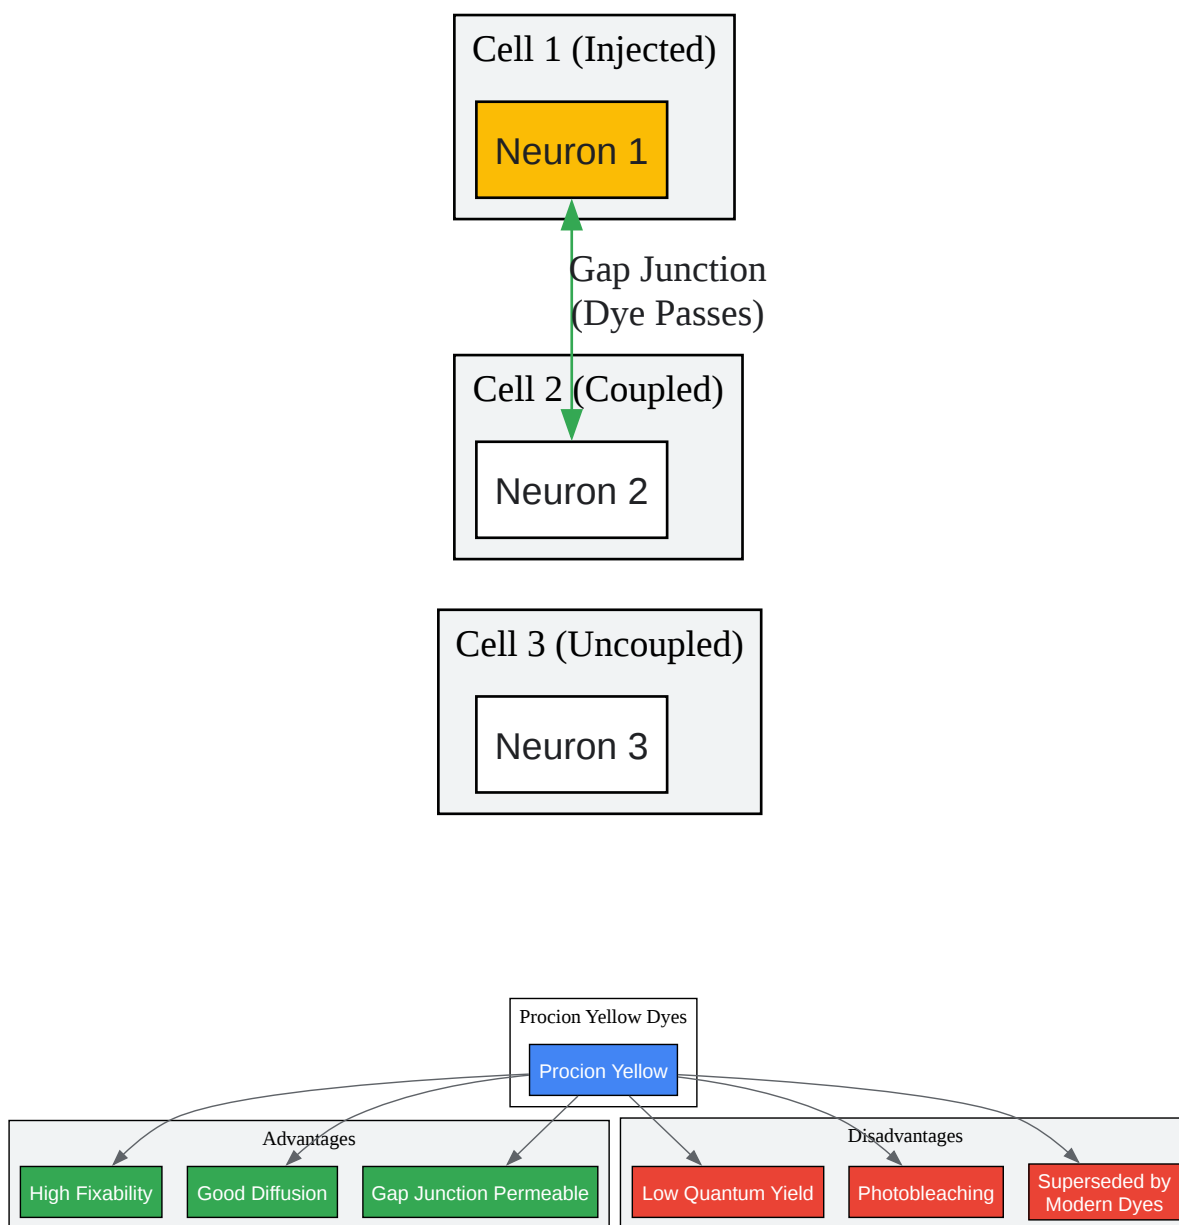 Cell 1 (Injected)
Neuron 1
Gap Junction
(Dye Passes)
Cell 2 (Coupled)
Neuron 2
Cell 3 (Uncoupled)
Neuron 3
Procion Yellow Dyes
Procion Yellow
Advantages
High Fixability
Good Diffusion
Gap Junction Permeable
Disadvantages
Low Quantum Yield
Photobleaching
Superseded by
Modern Dyes